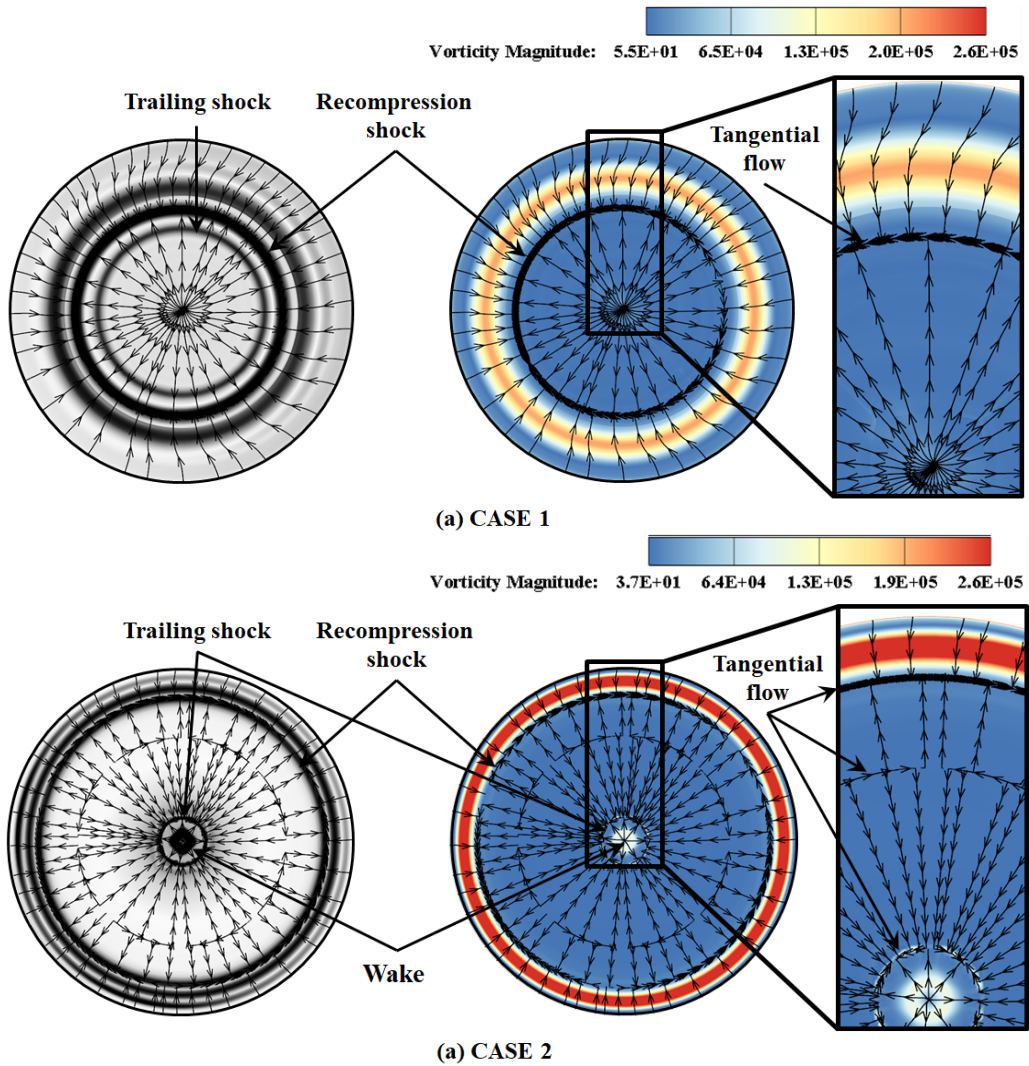 Vorticity Magnitude: 5.5E+01 6.5E+04 1.3E+05 2.0E+05 2.6E+05
Trailing shock
Recompression
shock
Tangential
flow
(a) CASE 1
Vorticity Magnitude: 3.7E+01 6.4E+04 1.3E+05 1.9E+05 2.6E+05
Trailing shock
Recompression
shock
Tangential
flow
Wake
(a) CASE 2